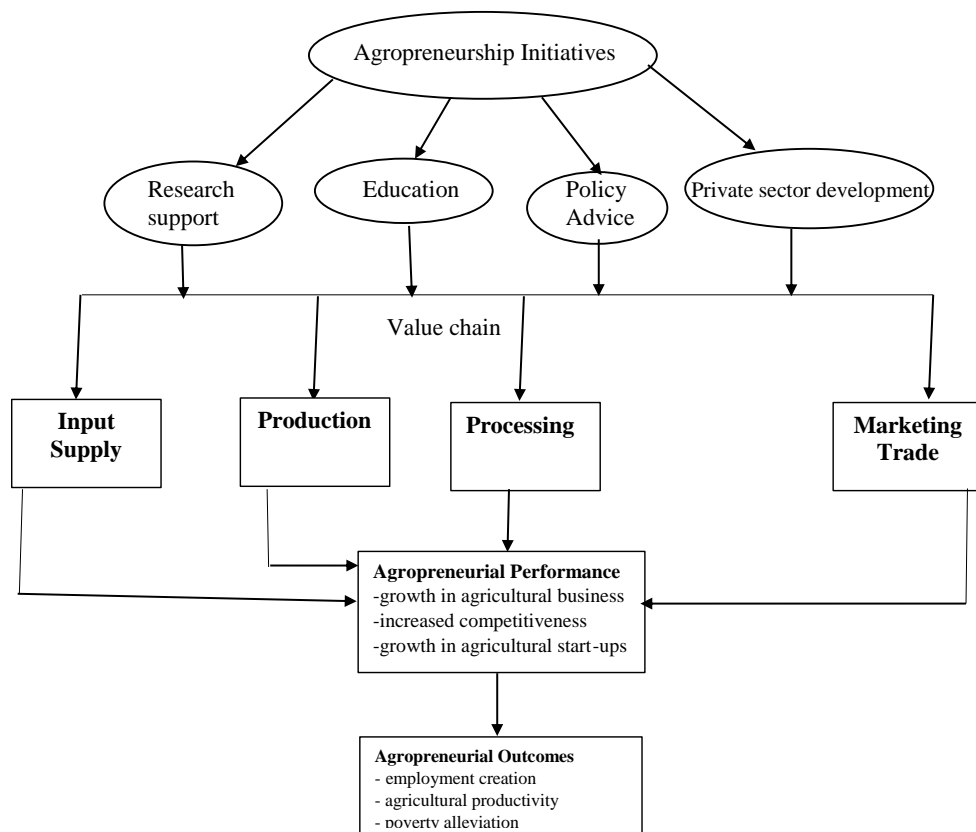 Agropreneurship Initiatives
Research
support
Education
Policy
Advice
Private sector development
Value chain
Input
Supply
Production
Processing
Marketing
Trade
Agropreneurial Performance
-growth in agricultural business
-increased competitiveness
-growth in agricultural start-ups
Agropreneurial Outcomes
- employment creation
- agricultural productivity
- poverty alleviation